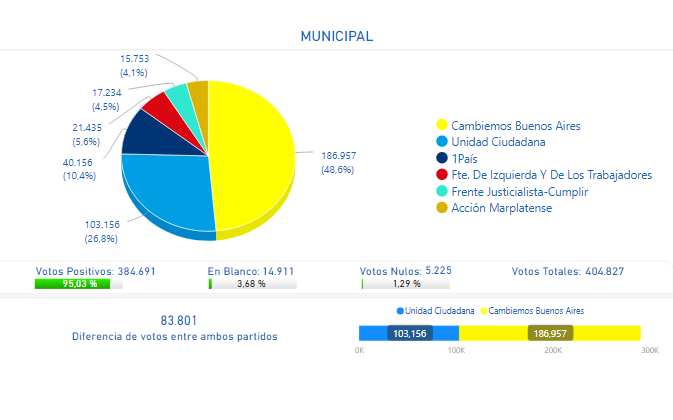 MUNICIPAL
15.753
(4,1%)
17.234
(4,5%)
21.435
(5,6%)
40.156
(10,4%)
103.156
(26,8%)
186.957
(48,6%)
Cambiemos Buenos Aires
Unidad Ciudadana
1País
Fte. De Izquierda Y De Los Trabajadores
Frente Justicialista-Cumplir
Acción Marplatense
Votos Positivos: 384.691
95,03 %
En Blanco: 14.911
3,68 %
Votos Nulos: 5.225
1,29 %
Votos Totales: 404.827
83.801
Diferencia de votos entre ambos partidos
Unidad Ciudadana Cambiemos Buenos Aires
103,156 186,957
0K 100K 200K 300K